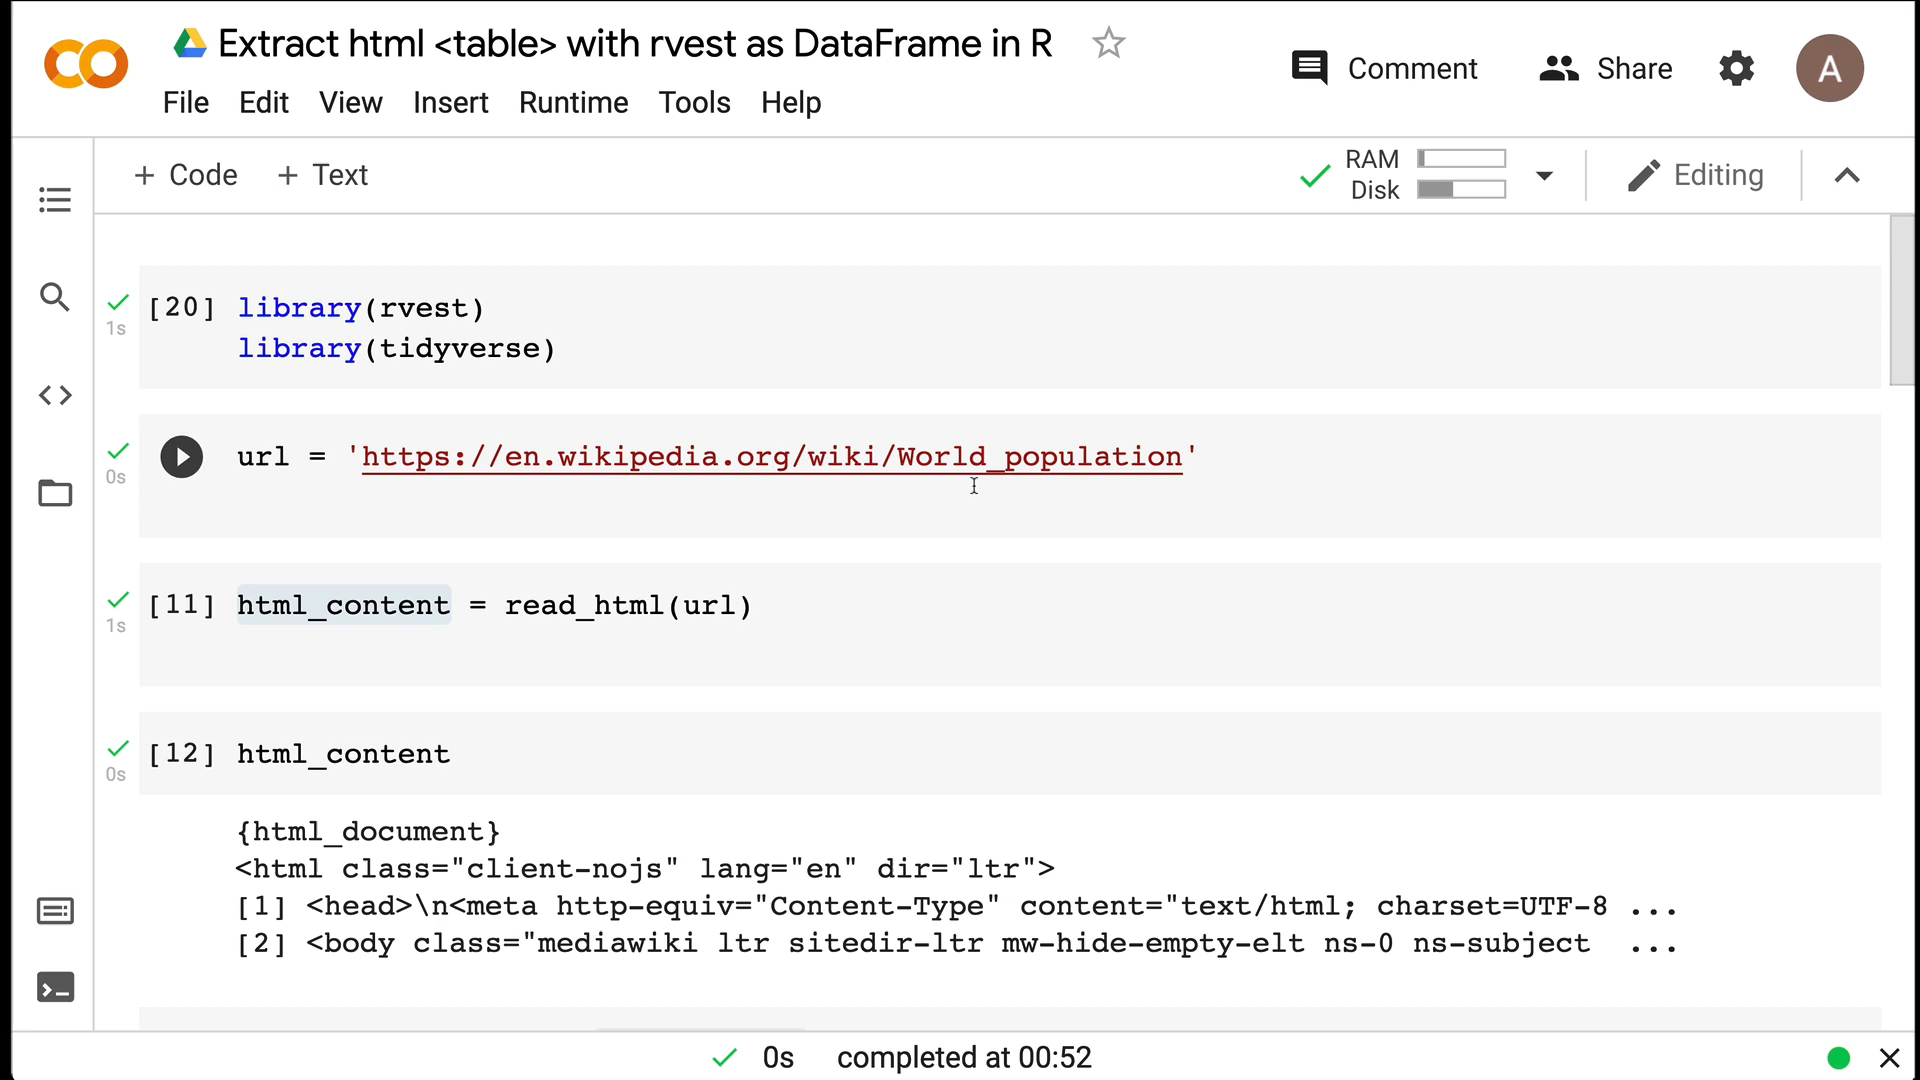 Extract html <table> with rvest as DataFrame in R
Comment
Share
A
File Edit View Insert Runtime Tools Help
+ Code + Text
RAM
Disk
Editing
1s
[20] library(rvest)
library(tidyverse)
0s
url = 'https://en.wikipedia.org/wiki/World_population'
1s
[11] html_content = read_html(url)
0s
[12] html_content
{html_document}
<html class="client-nojs" lang="en" dir="ltr">
[1] <head>\n<meta http-equiv="Content-Type" content="text/html; charset=UTF-8 ...
[2] <body class="mediawiki ltr sitedir-ltr mw-hide-empty-elt ns-0 ns-subject ...
0s completed at 00:52